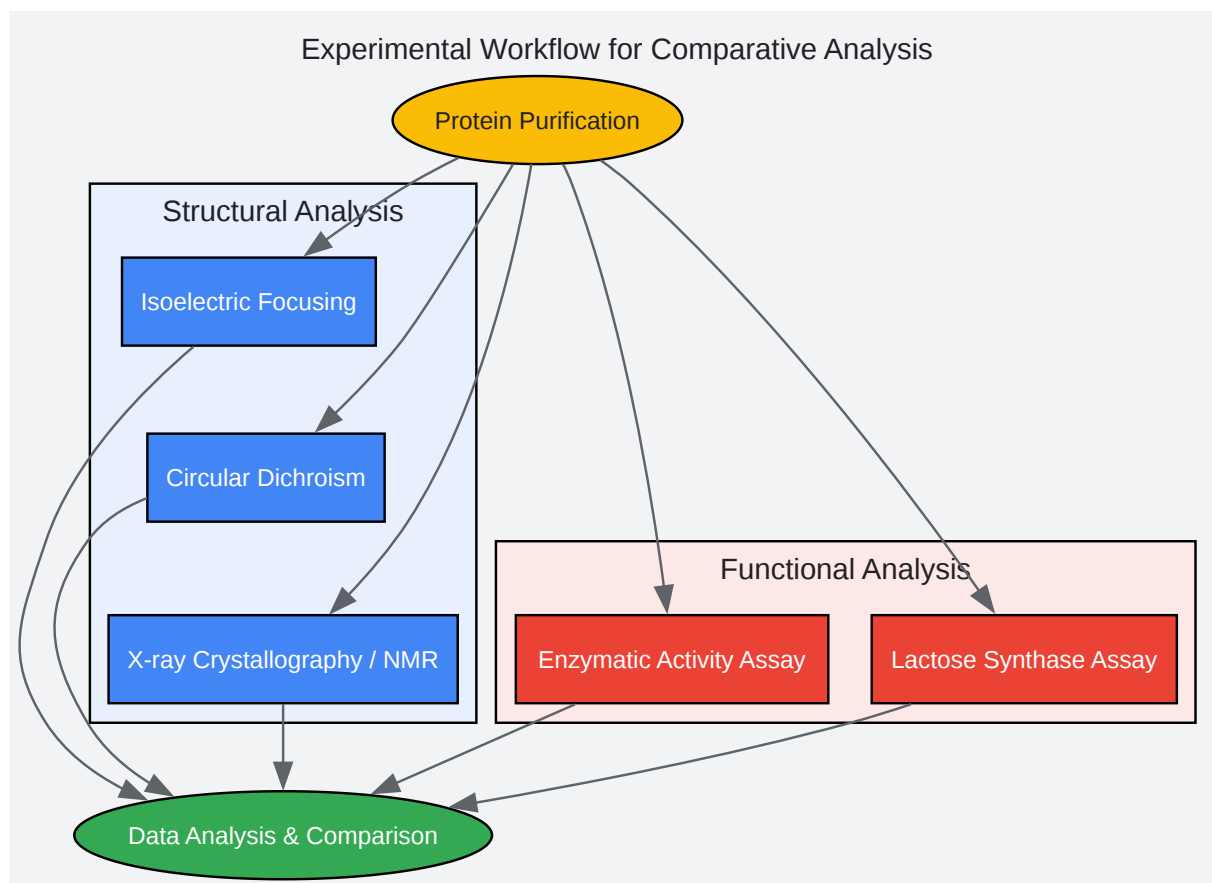 Experimental Workflow for Comparative Analysis
Protein Purification
Structural Analysis
Isoelectric Focusing
Circular Dichroism
X-ray Crystallography / NMR
Functional Analysis
Enzymatic Activity Assay
Lactose Synthase Assay
Data Analysis & Comparison